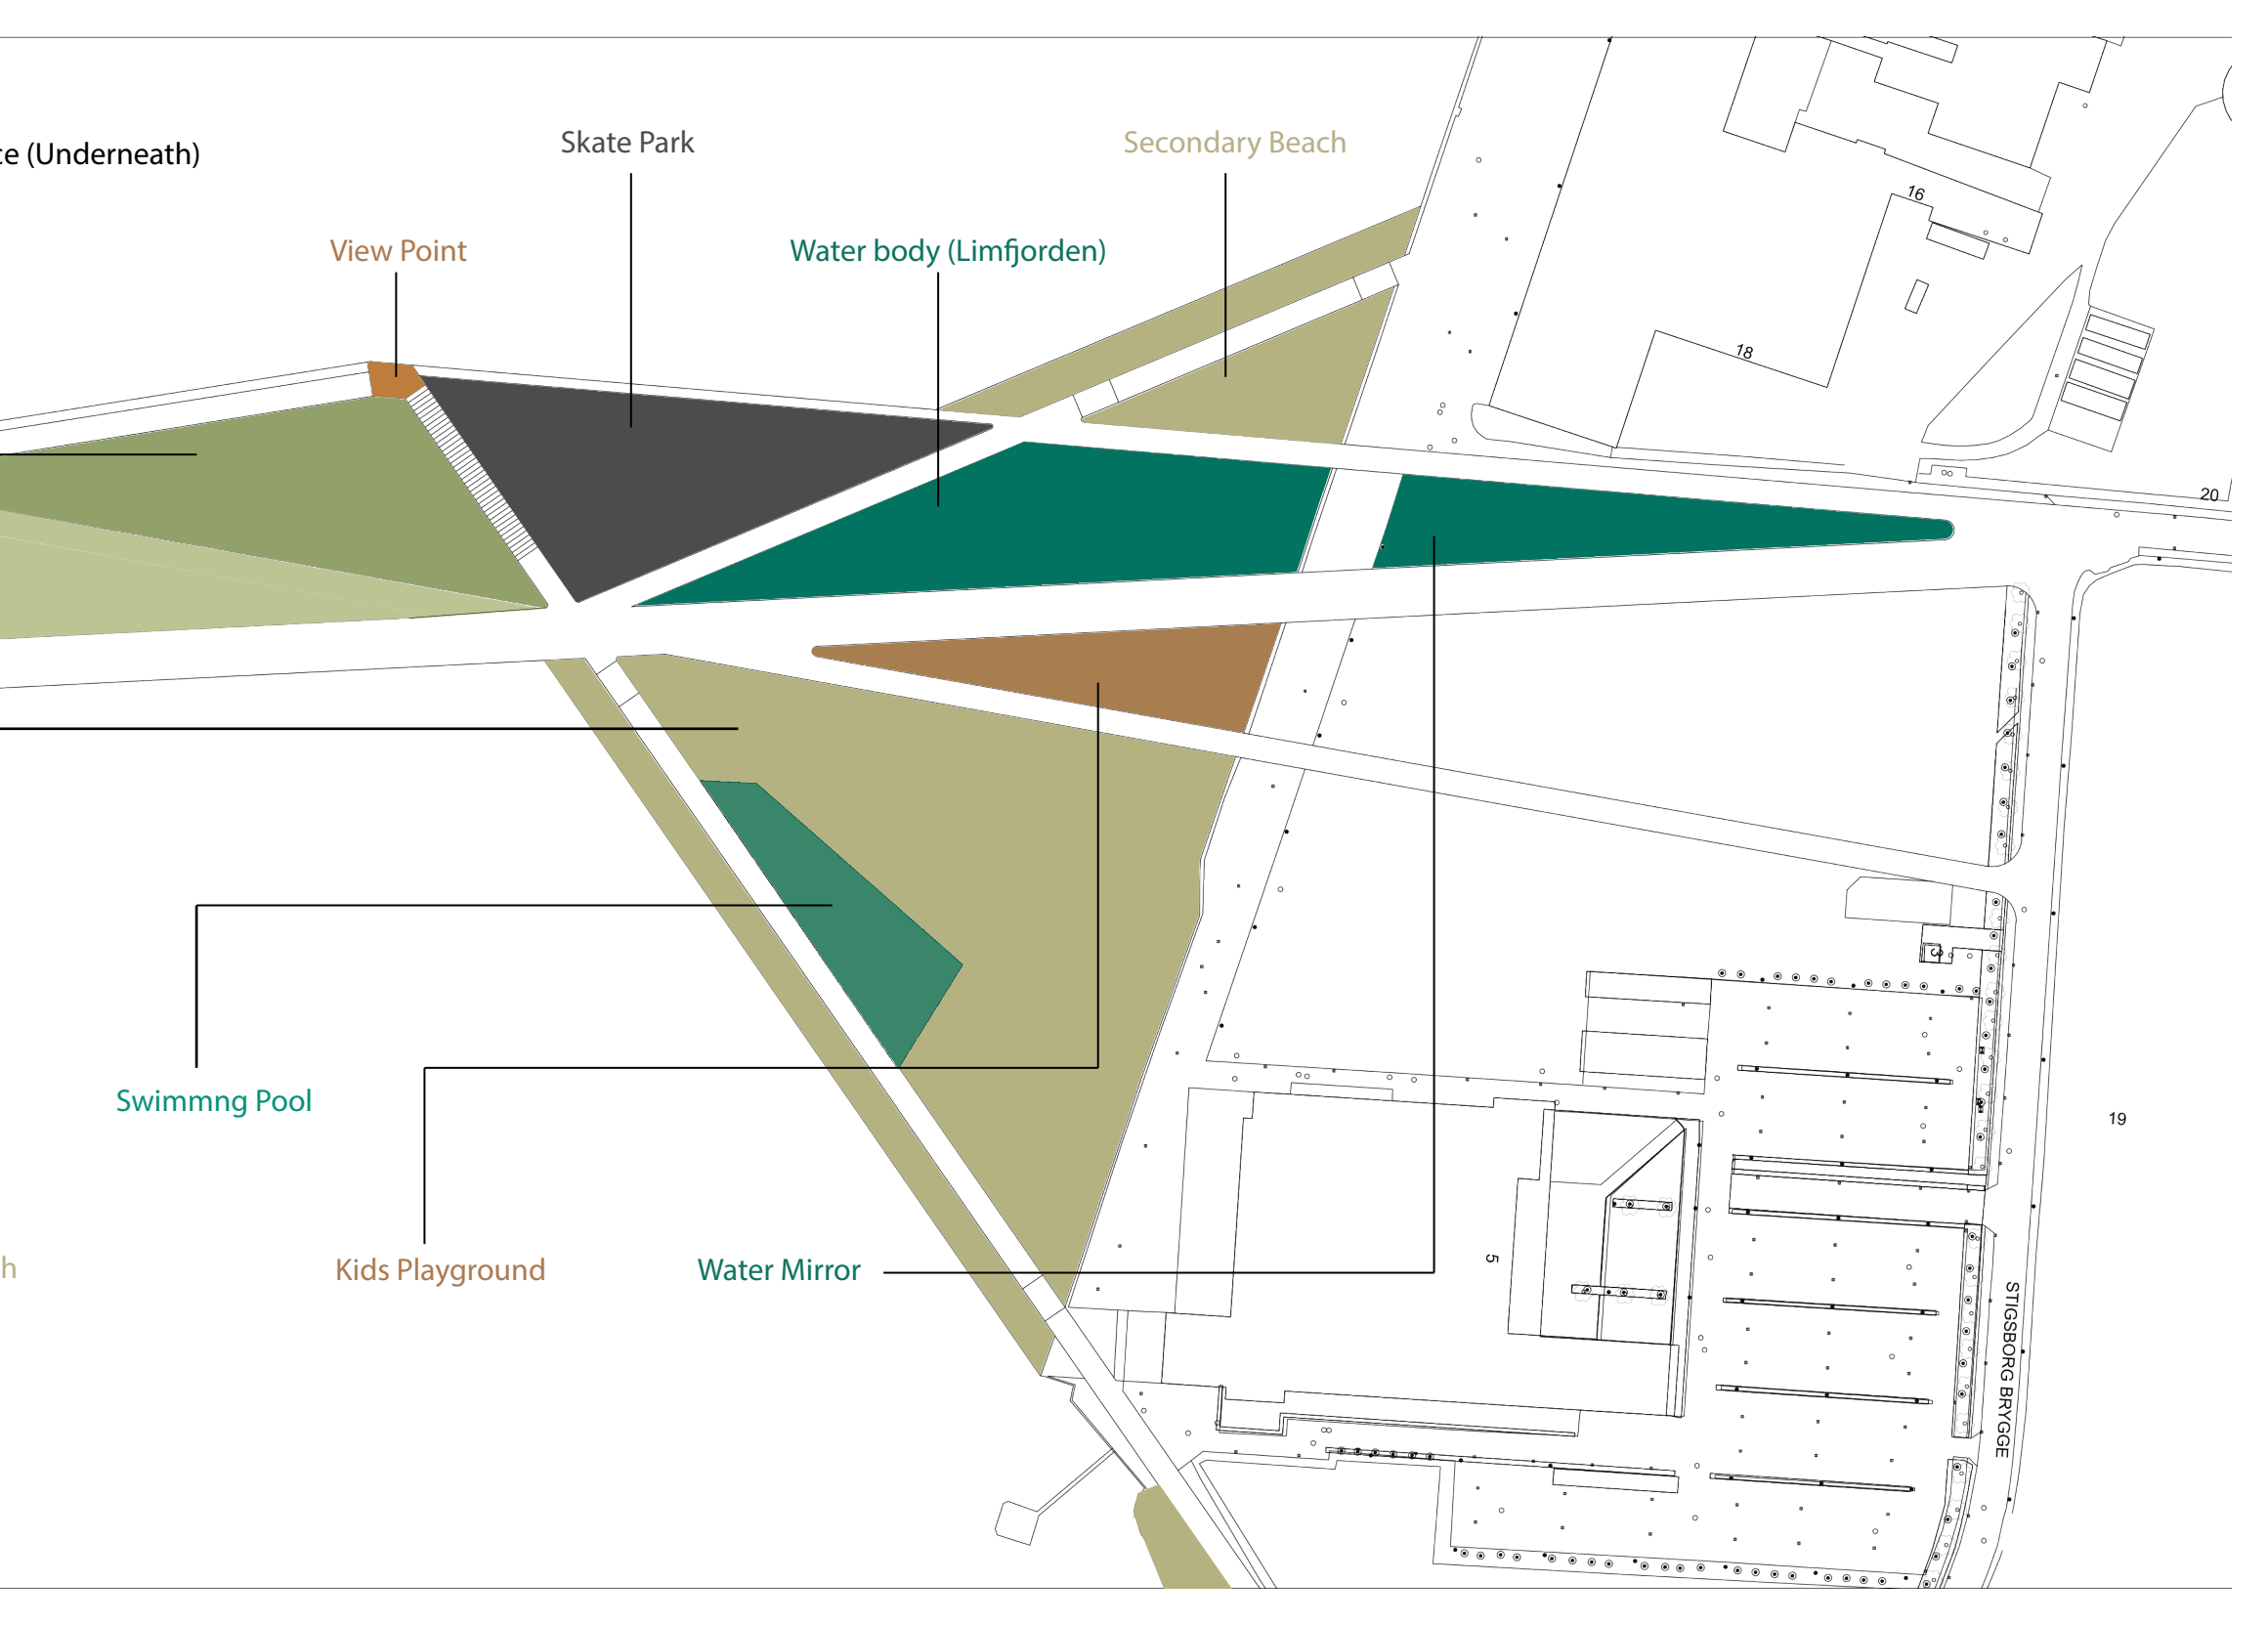 ce (Underneath)
Skate Park
Secondary Beach
View Point
Water body (Limfjorden)
16
18
20
3
19
Swimmng Pool
h
Kids Playground
Water Mirror
5
STIGSBORG BRYGGE